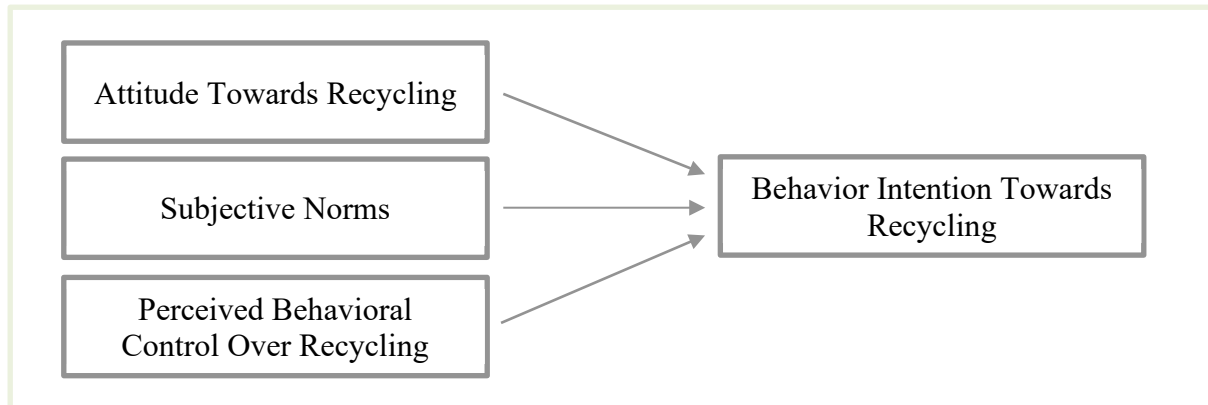 Attitude Towards Recycling
Subjective Norms
Perceived Behavioral
Control Over Recycling
Behavior Intention Towards
Recycling